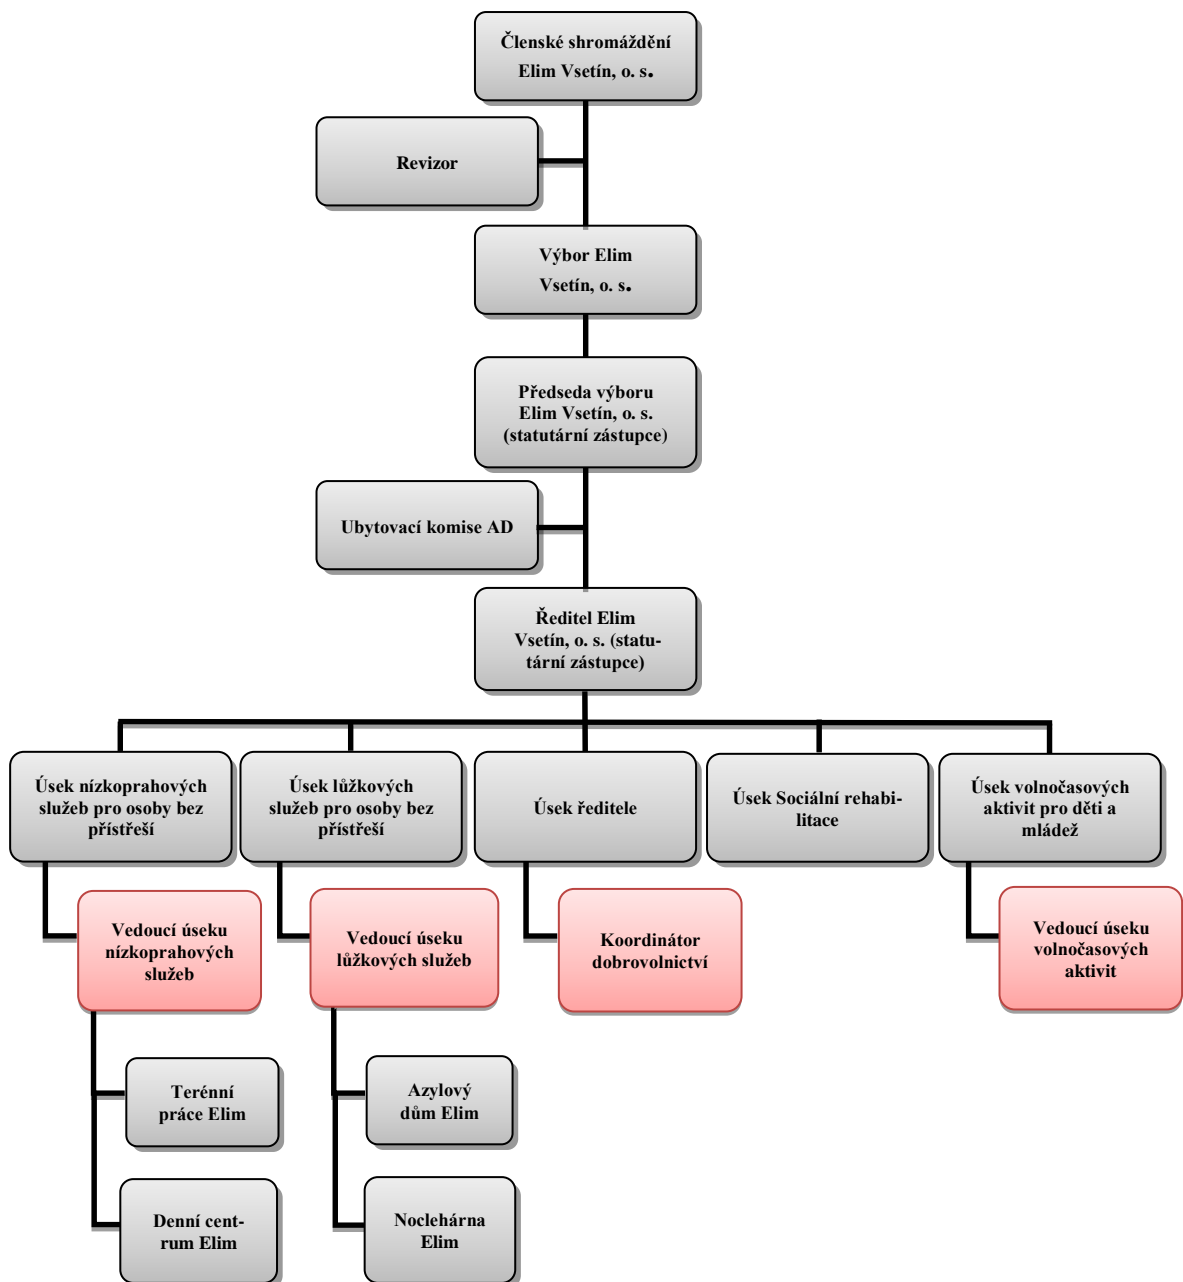 Členské shromáždění
Elim Vsetín, o. s.
Revizor
Výbor Elim
Vsetín, o. s.
Předseda výboru
Elim Vsetín, o. s.
(statutární zástupce)
Ubytovací komise AD
Ředitel Elim
Vsetín, o. s. (statu-
tární zástupce)
Úsek nízkoprahových
služeb pro osoby bez
přístřeší
Úsek lůžkových
služeb pro osoby bez
přístřeší
Úsek ředitele
Úsek Sociální rehabi-
litace
Úsek volnočasových
aktivit pro děti a
mládež
Vedoucí úseku
nízkoprahových
služeb
Vedoucí úseku
lůžkových služeb
Koordinátor
dobrovolnictví
Vedoucí úseku
volnočasových
aktivit
Terénní
práce Elim
Azylový
dům Elim
Denní cent-
rum Elim
Noclehárna
Elim